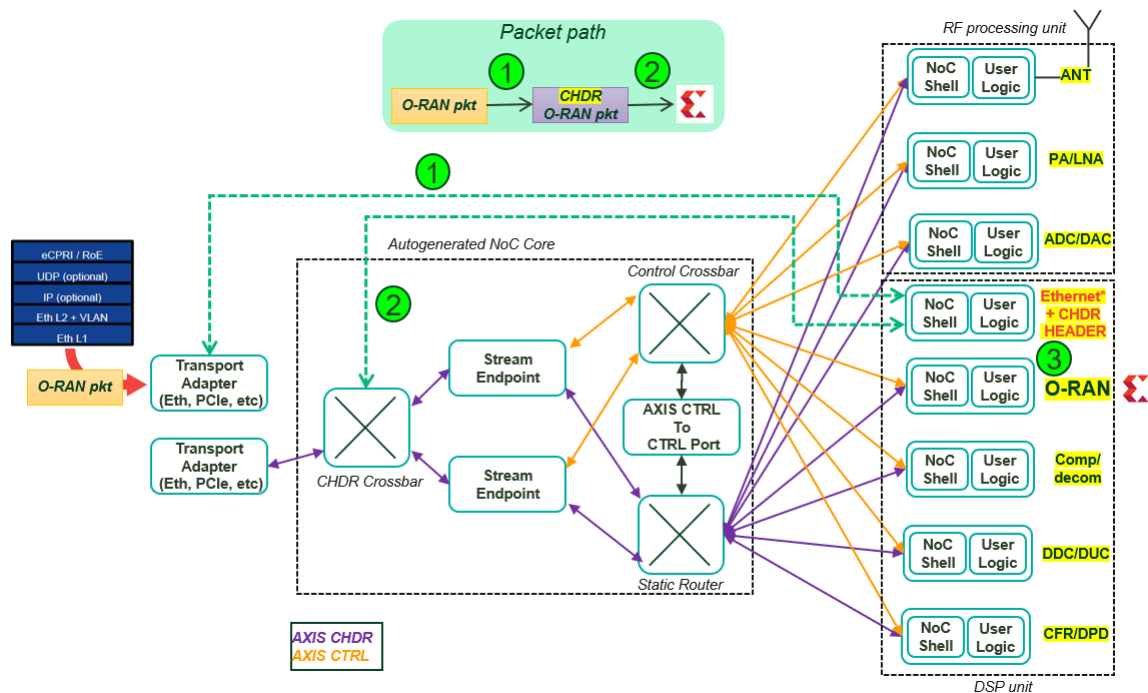 Packet path
1
2
O-RAN pkt
CHDR
O-RAN pkt
RF processing unit
NoC
Shell
User
Logic
ANT
NoC
Shell
User
Logic
PA/LNA
NoC
Shell
User
Logic
ADC/DAC
1
eCPRI / RoE
UDP (optional)
IP (optional)
Eth L2 + VLAN
Eth L1
O-RAN pkt
Transport
Adapter
(Eth, PCIe, etc)
Transport
Adapter
(Eth, PCIe, etc)
Autogenerated NoC Core
2
CHDR Crossbar
Stream
Endpoint
Stream
Endpoint
Control Crossbar
AXIS CTRL
To
CTRL Port
Static Router
NoC
Shell
User
Logic
Ethernet*
+ CHDR
HEADER
3
NoC
Shell
User
Logic
O-RAN
NoC
Shell
User
Logic
Comp/
decom
NoC
Shell
User
Logic
DDC/DUC
NoC
Shell
User
Logic
CFR/DPD
DSP unit
AXIS CHDR
AXIS CTRL